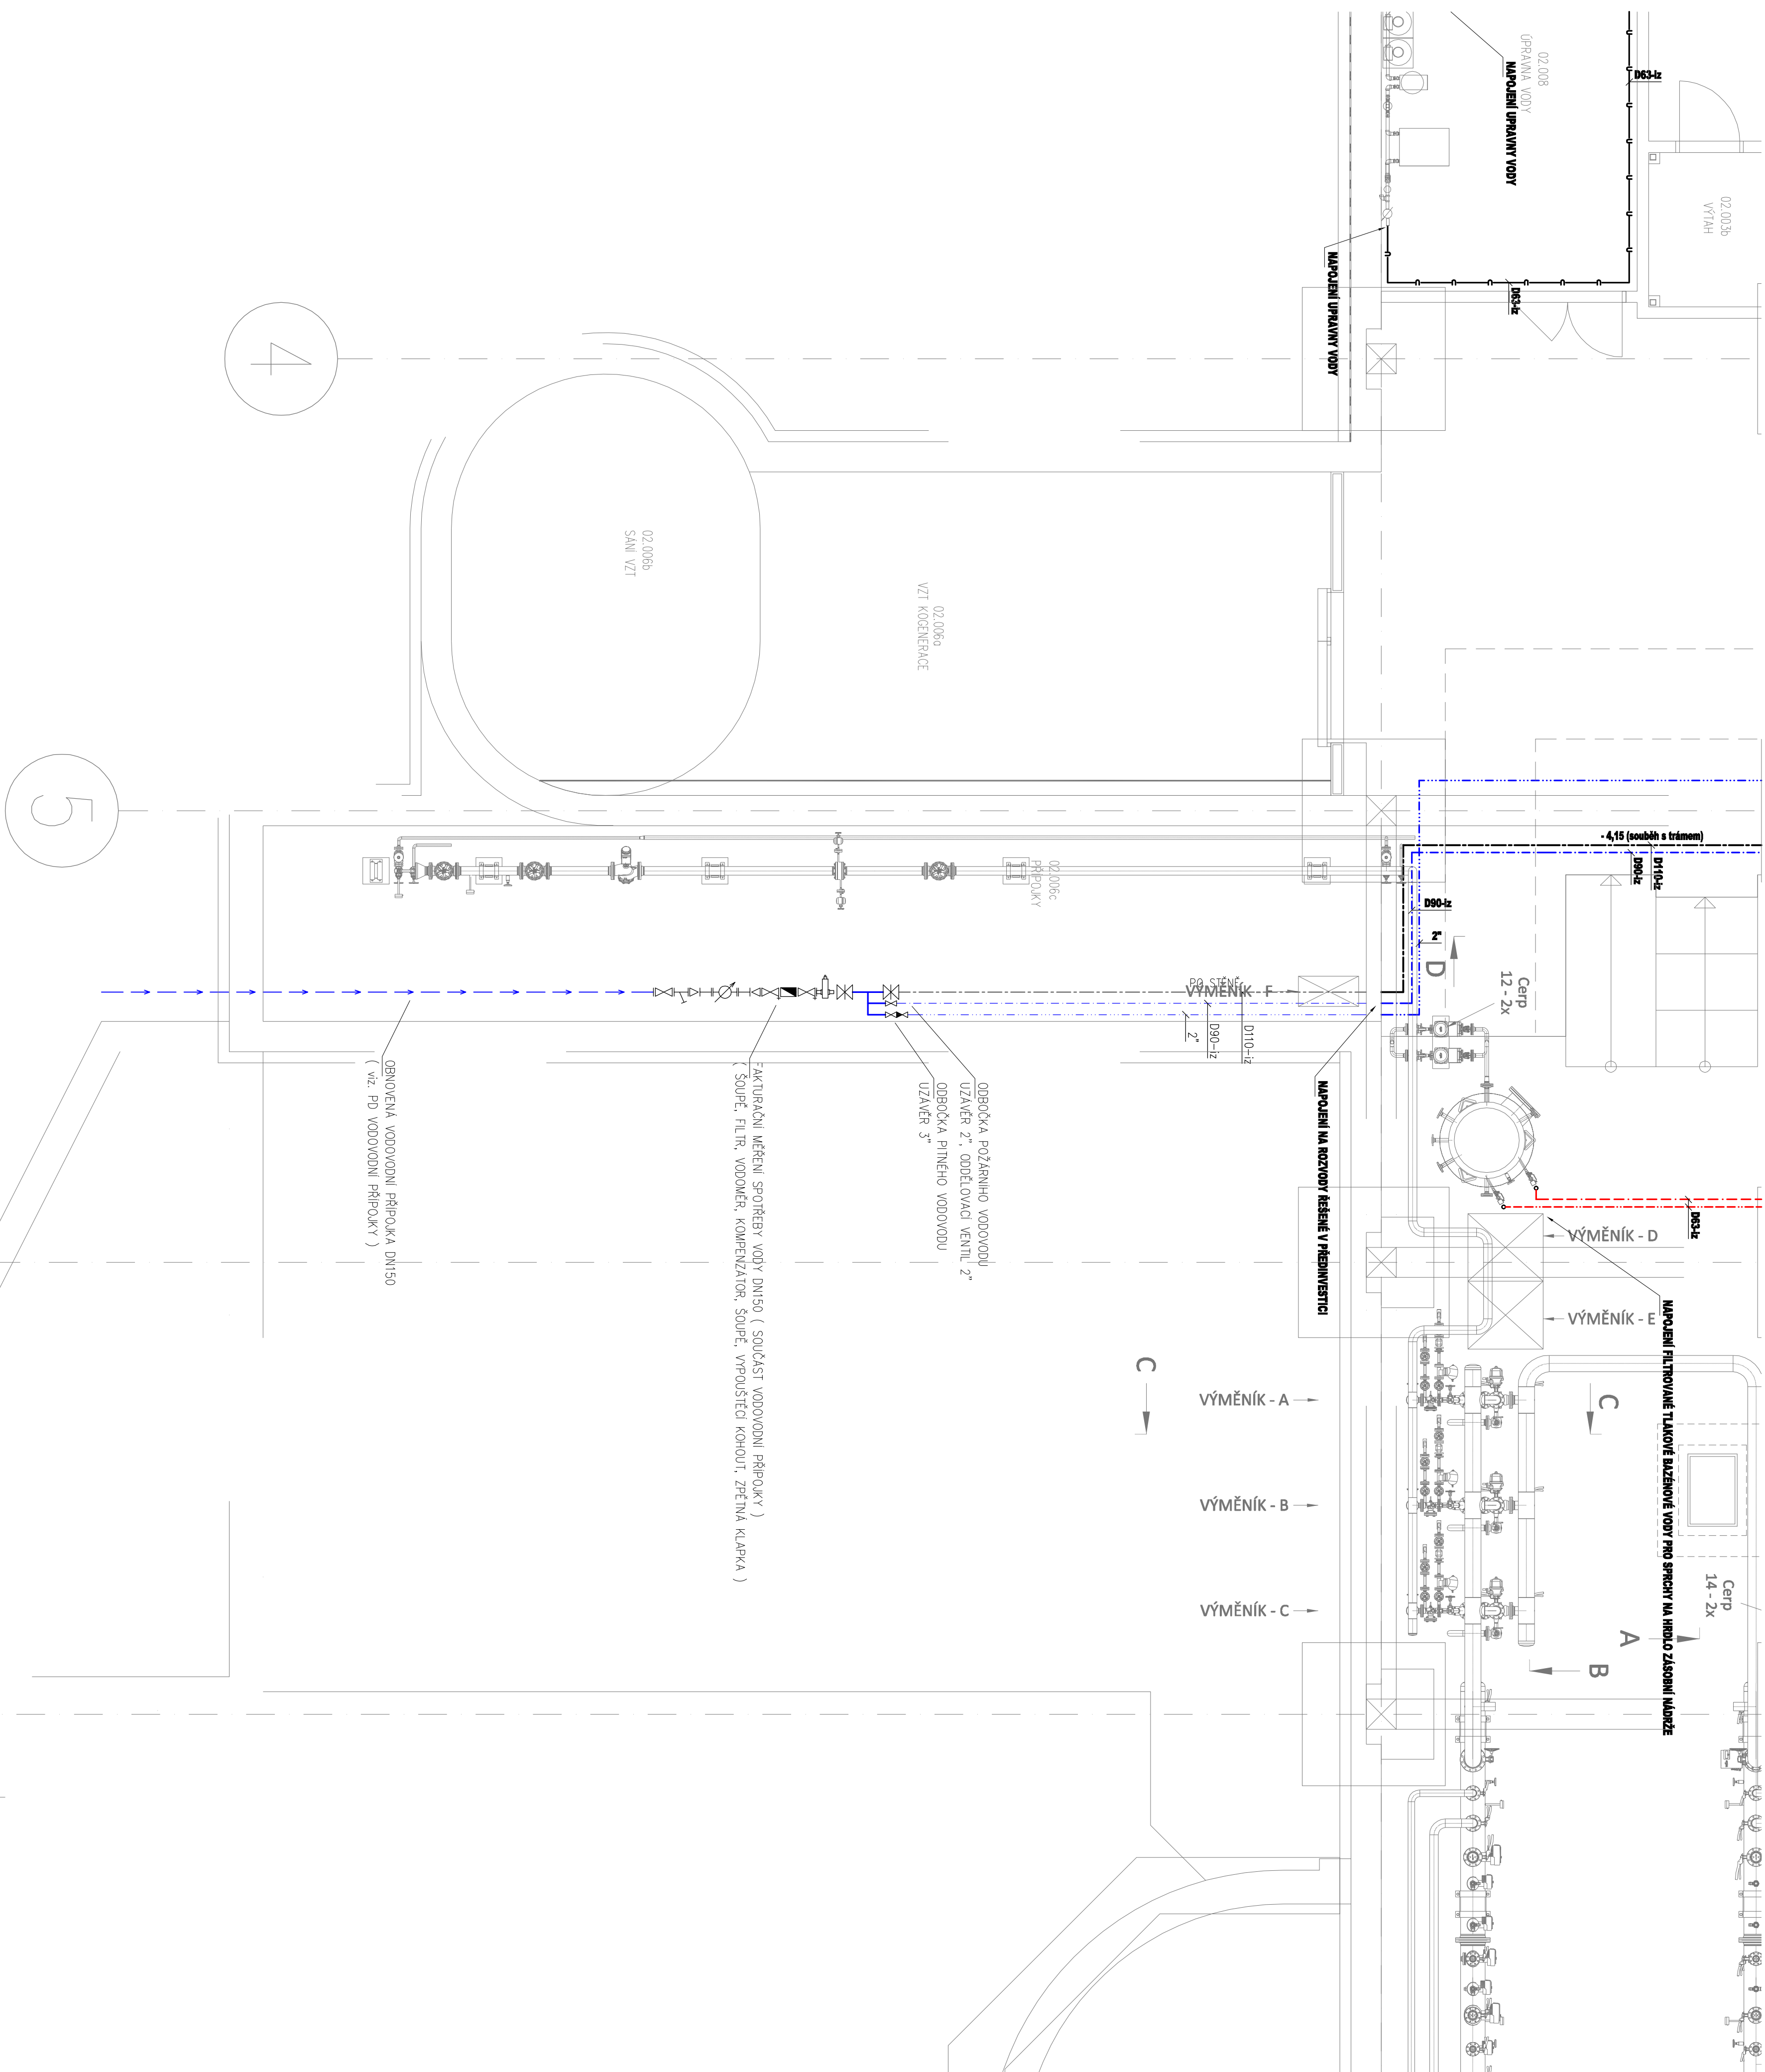 02.008
ÚPRAVNA VODY
NAPOJENÍ UPRAVNY VODY
D63-iz
02.003b
VÝTAH
D63-iz
NAPOJENÍ UPRAVNY VODY
4
02.006b
SÁNÍ VZT
02.006a
VZT KOGENERACE
5
02.006c
PŘÍPOJKY
- 4,15 (souběh s trámem)
D110-iz
D90-iz
D90-iz
2"
D
Cerp
12 - 2x
PO STĚNĚ
VÝMĚNÍK - F
D110-iz
D90-iz
2"
NAPOJENÍ NA ROZVODY ŘEŠENÉ V PŘEDINVESTICI
ODBOČKA POŽÁRNÍHO VODOVODU
UZÁVĚR 2", ODDĚLOVACÍ VENTIL 2"
ODBOČKA PITNÉHO VODOVODU
UZÁVĚR 3"
FAKTURAČNÍ MĚŘENÍ SPOTŘEBY VODY DN150 ( SOUČÁST VODOVODNÍ PŘÍPOJKY )
( ŠOUPĚ, FILTR, VODOMĚR, KOMPENZÁTOR, ŠOUPĚ, VYPOUŠTĚCÍ KOHOUT, ZPĚTNÁ KLAPKA )
OBNOVENÁ VODOVODNÍ PŘÍPOJKA DN150
( viz. PD VODOVODNÍ PŘÍPOJKY )
D63-iz
VÝMĚNÍK - D
VÝMĚNÍK - E
NAPOJENÍ FILTROVANÉ TLAKOVÉ BAZÉNOVÉ VODY PRO SPRCHY NA HRDLO ZÁSOBNÍ NÁDRŽE
C
C
VÝMĚNÍK - A
VÝMĚNÍK - B
VÝMĚNÍK - C
Cerp
14 - 2x
A
B